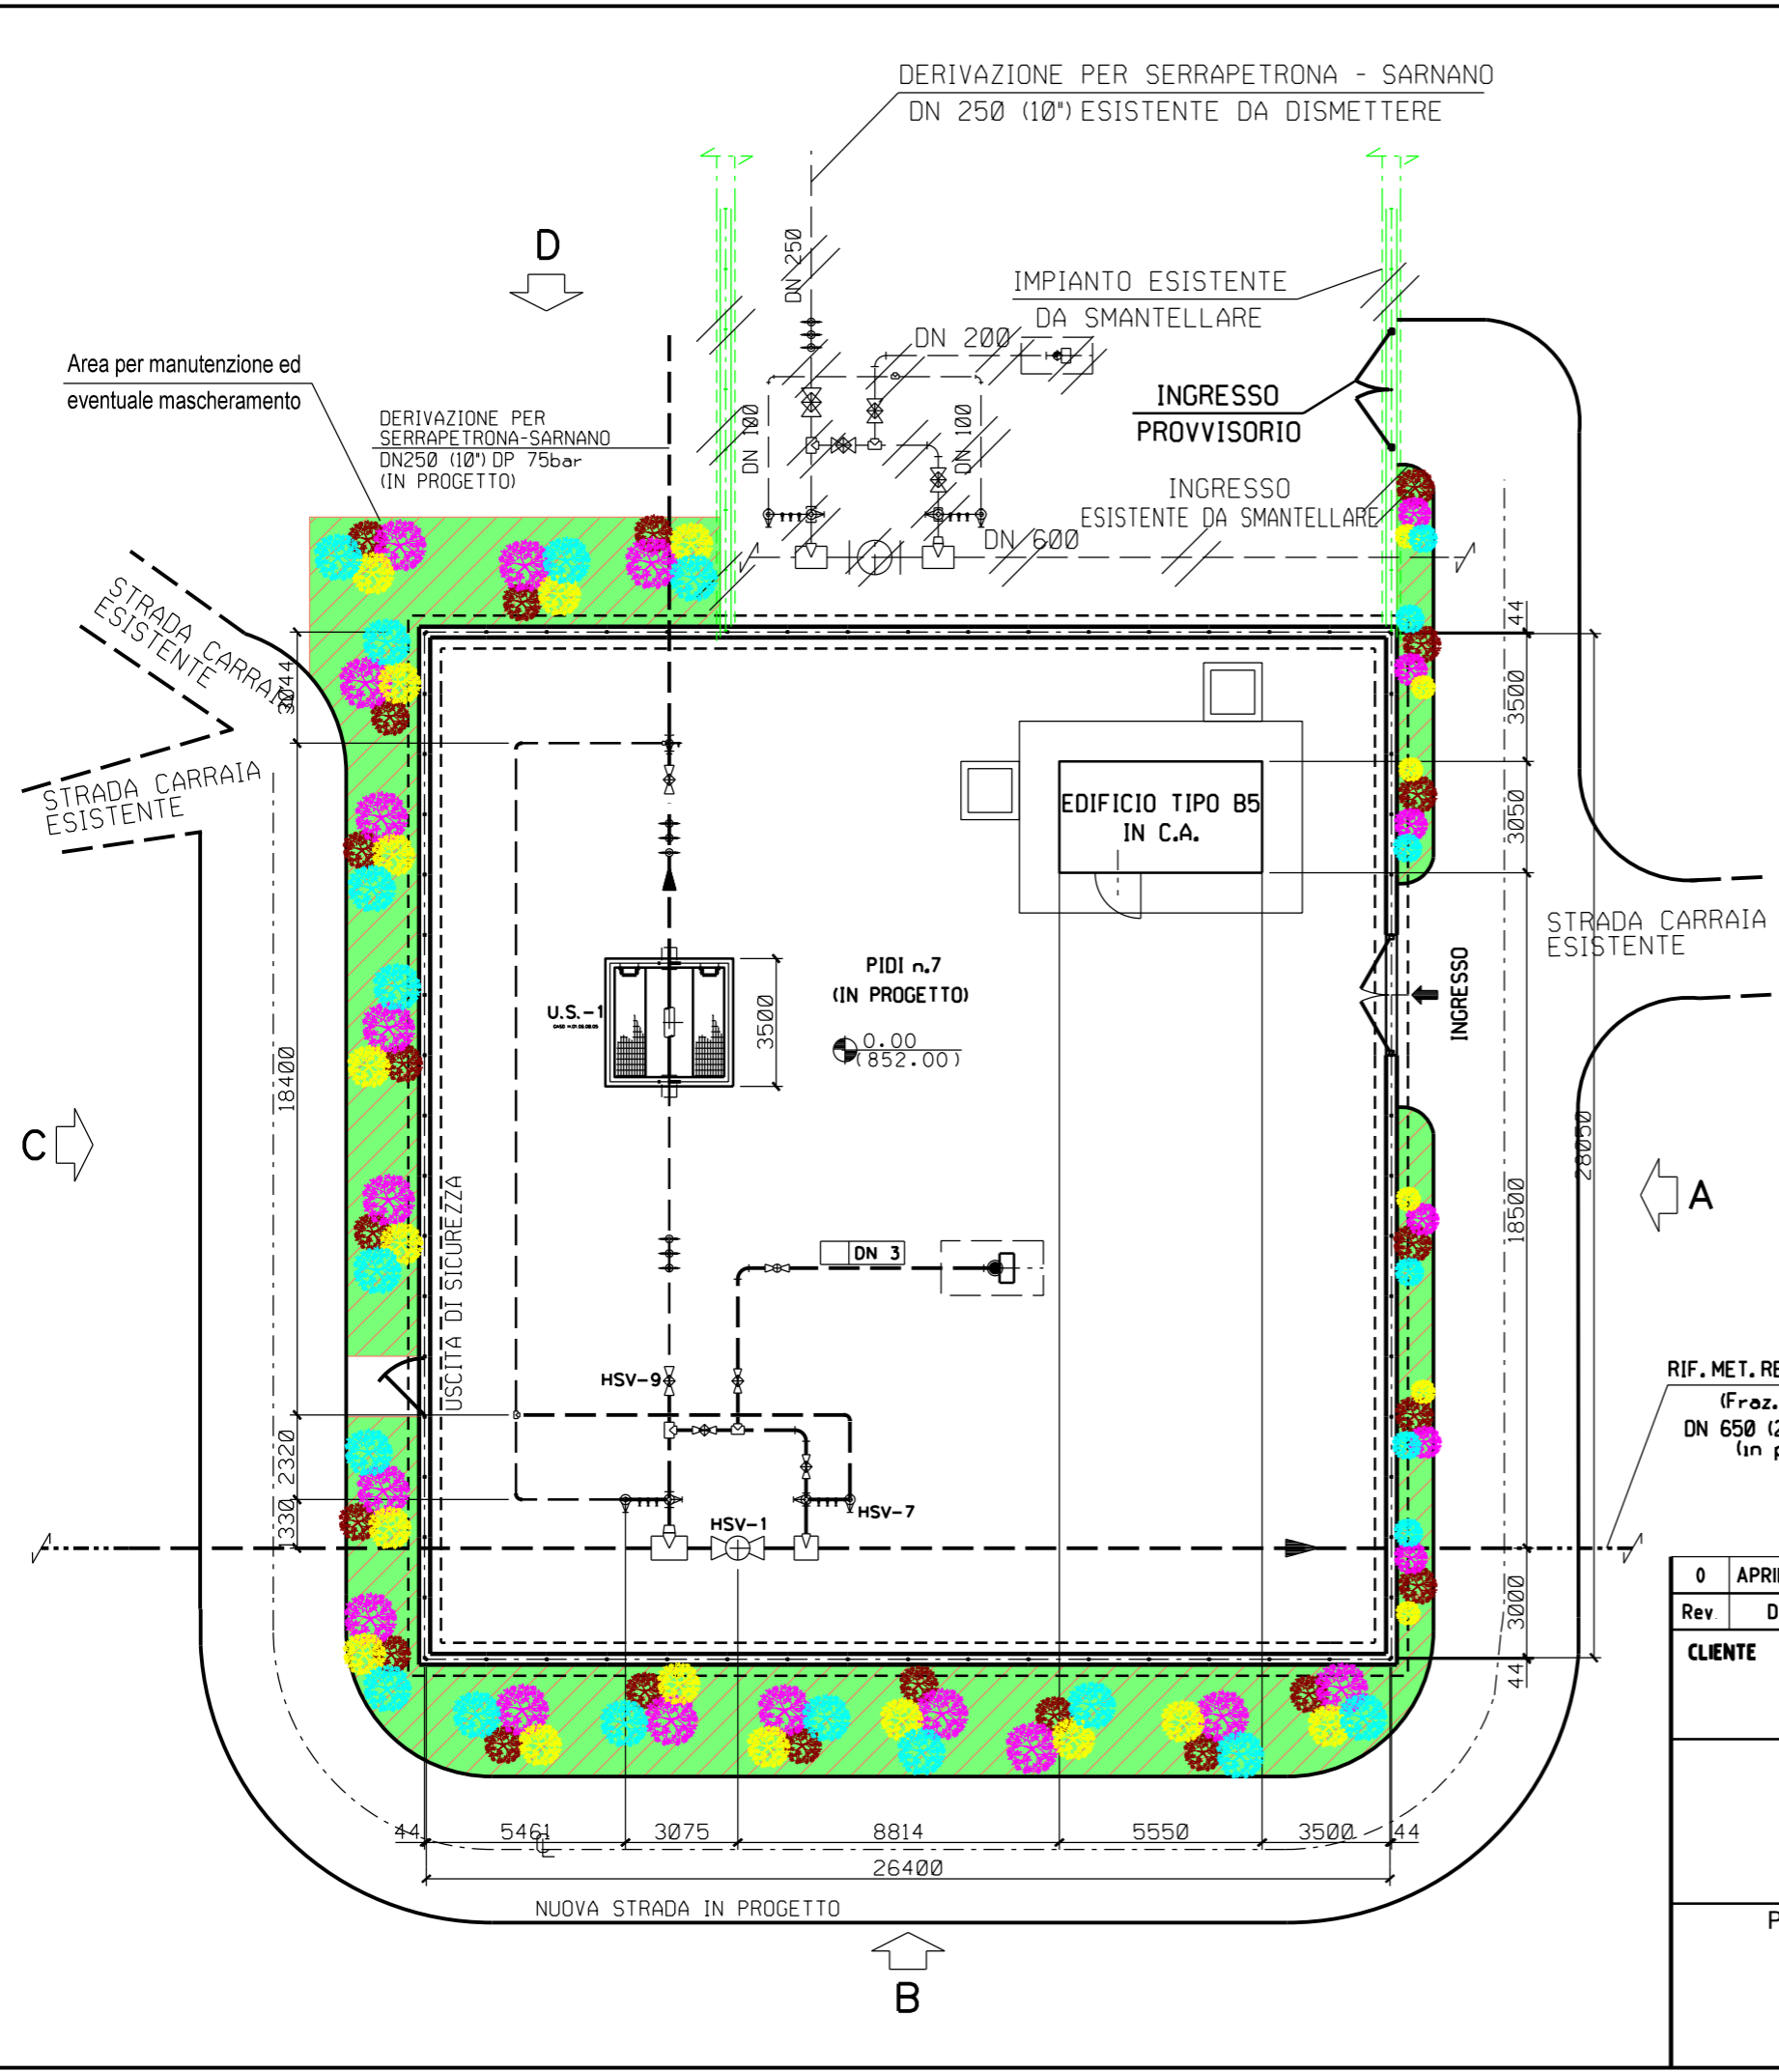 DERIVAZIONE PER SERRAPETRONA - SARNANO
DN 250 (10") ESISTENTE DA DISMETTERE
D
DN 250
IMPIANTO ESISTENTE
DA SMANTELLARE
DN 200
Area per manutenzione ed
eventuale mascheramento
INGRESSO
PROVVISORIO
DERIVAZIONE PER
SERRAPETRONA-SARNANO
DN250 (10") DP 75bar
(IN PROGETTO)
DN 100
DN 100
INGRESSO
ESISTENTE DA SMANTELLARE
DN 600
STRADA CARRAIA
ESISTENTE
STRADA CARRAIA
ESISTENTE
3044
44
3500
3050
EDIFICIO TIPO B5
IN C.A.
STRADA CARRAIA
ESISTENTE
INGRESSO
PIDI n.7
(IN PROGETTO)
0.00
(852.00)
U.S.-1
3500
18400
C
28050
18500
A
USCITA DI SICUREZZA
DN 3
HSV-9
RIF. MET. RE
(Fraz.
DN 650 (2
(in p
2320
1330
HSV-7
HSV-1
3000
44
0 APRI
Rev. D
CLIENTE
44 5461 3075 8814 5550 3500 44
26400
NUOVA STRADA IN PROGETTO
P
B